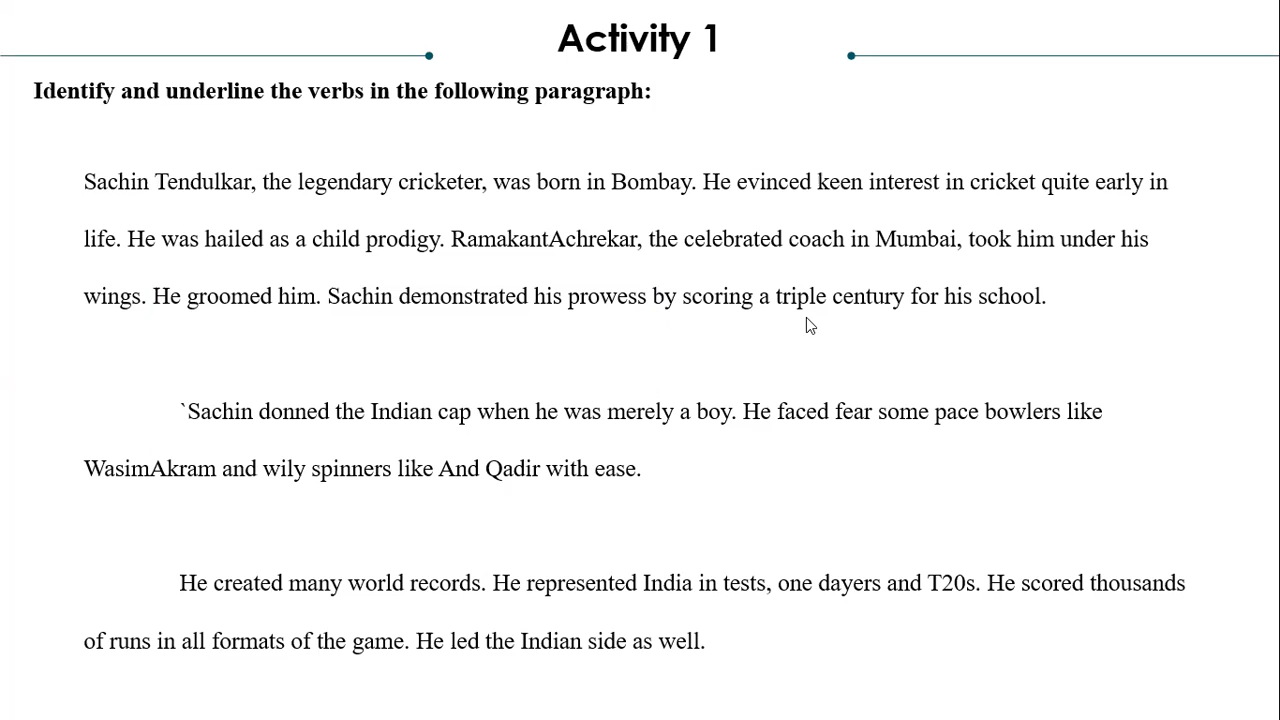 Activity 1
Identify and underline the verbs in the following paragraph:
Sachin Tendulkar, the legendary cricketer, was born in Bombay. He evinced keen interest in cricket quite early in
life. He was hailed as a child prodigy. RamakantAchrekar, the celebrated coach in Mumbai, took him under his
wings. He groomed him. Sachin demonstrated his prowess by scoring a triple century for his school.
`Sachin donned the Indian cap when he was merely a boy. He faced fear some pace bowlers like
WasimAkram and wily spinners like And Qadir with ease.
He created many world records. He represented India in tests, one dayers and T20s. He scored thousands
of runs in all formats of the game. He led the Indian side as well.